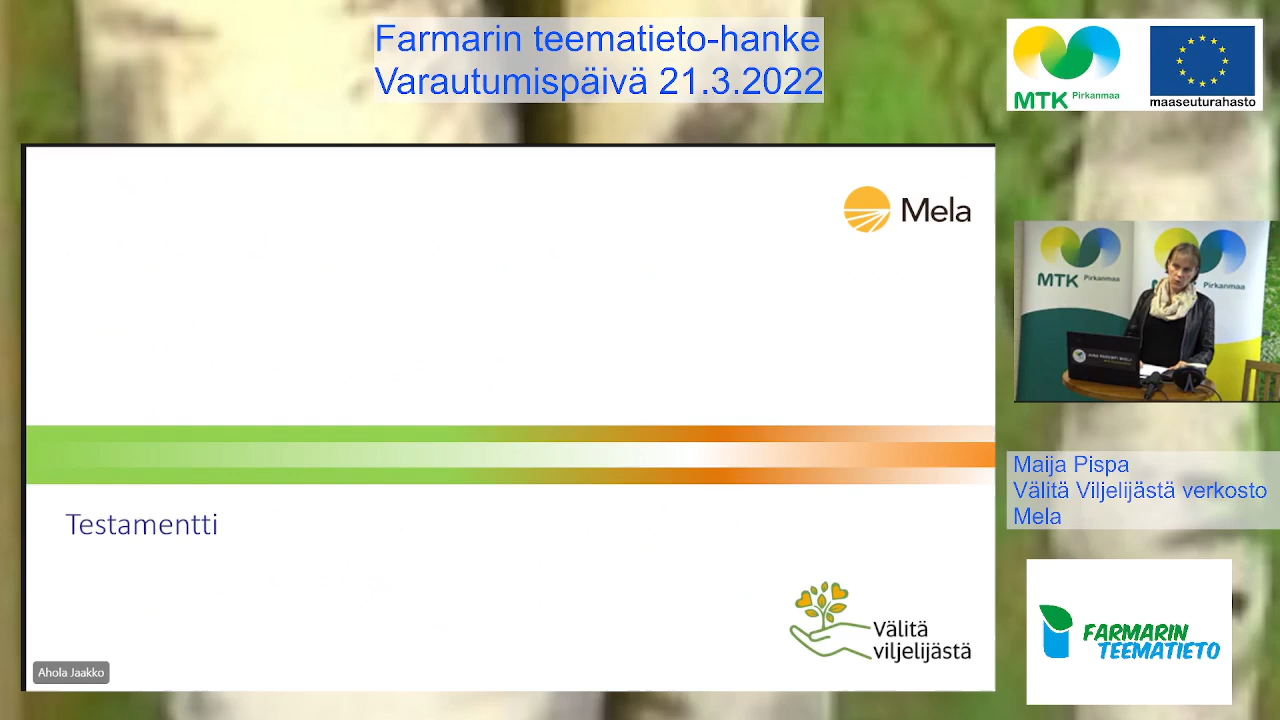 Farmarin teematieto-hanke
Varautumispäivä 21.3.2022
MTK Pirkanmaa
maaseuturahasto
Mela
MTK Pirkanmaa
Pirkanmaa
Testamentti
Maija Pispa
Välitä Viljelijästä verkosto
Mela
Välitä
viljelijästä
Ahola Jaakko
FARMARIN
TEEMATIETO